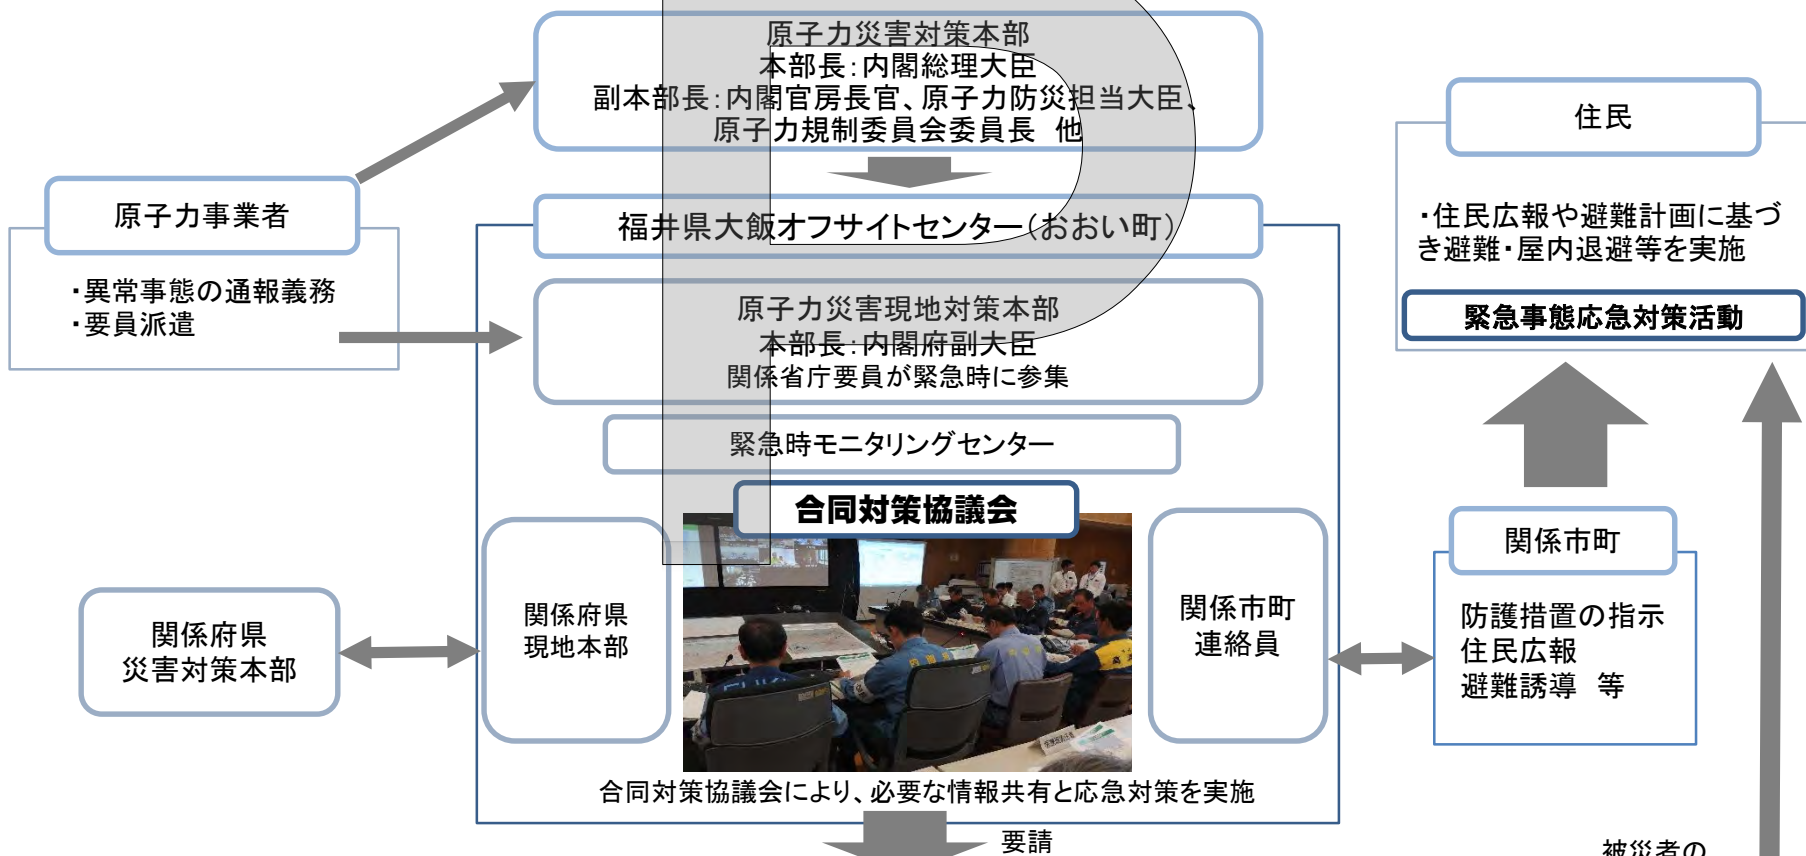 原子力災害対策本部
本部長：内閣総理大臣
副本部長：内閣官房長官、原子力防災担当大臣、
原子力規制委員会委員長　他
住民
・住民広報や避難計画に基づ
き避難・屋内退避等を実施
緊急事態応急対策活動
原子力事業者
・異常事態の通報義務
・要員派遣
福井県大飯オフサイトセンター（おおい町）
原子力災害現地対策本部
本部長：内閣府副大臣
関係省庁要員が緊急時に参集
緊急時モニタリングセンター
合同対策協議会
関係府県
災害対策本部
関係府県
現地本部
関係市町
連絡員
関係市町
防護措置の指示
住民広報
避難誘導　等
合同対策協議会により、必要な情報共有と応急対策を実施
要請
被災者の